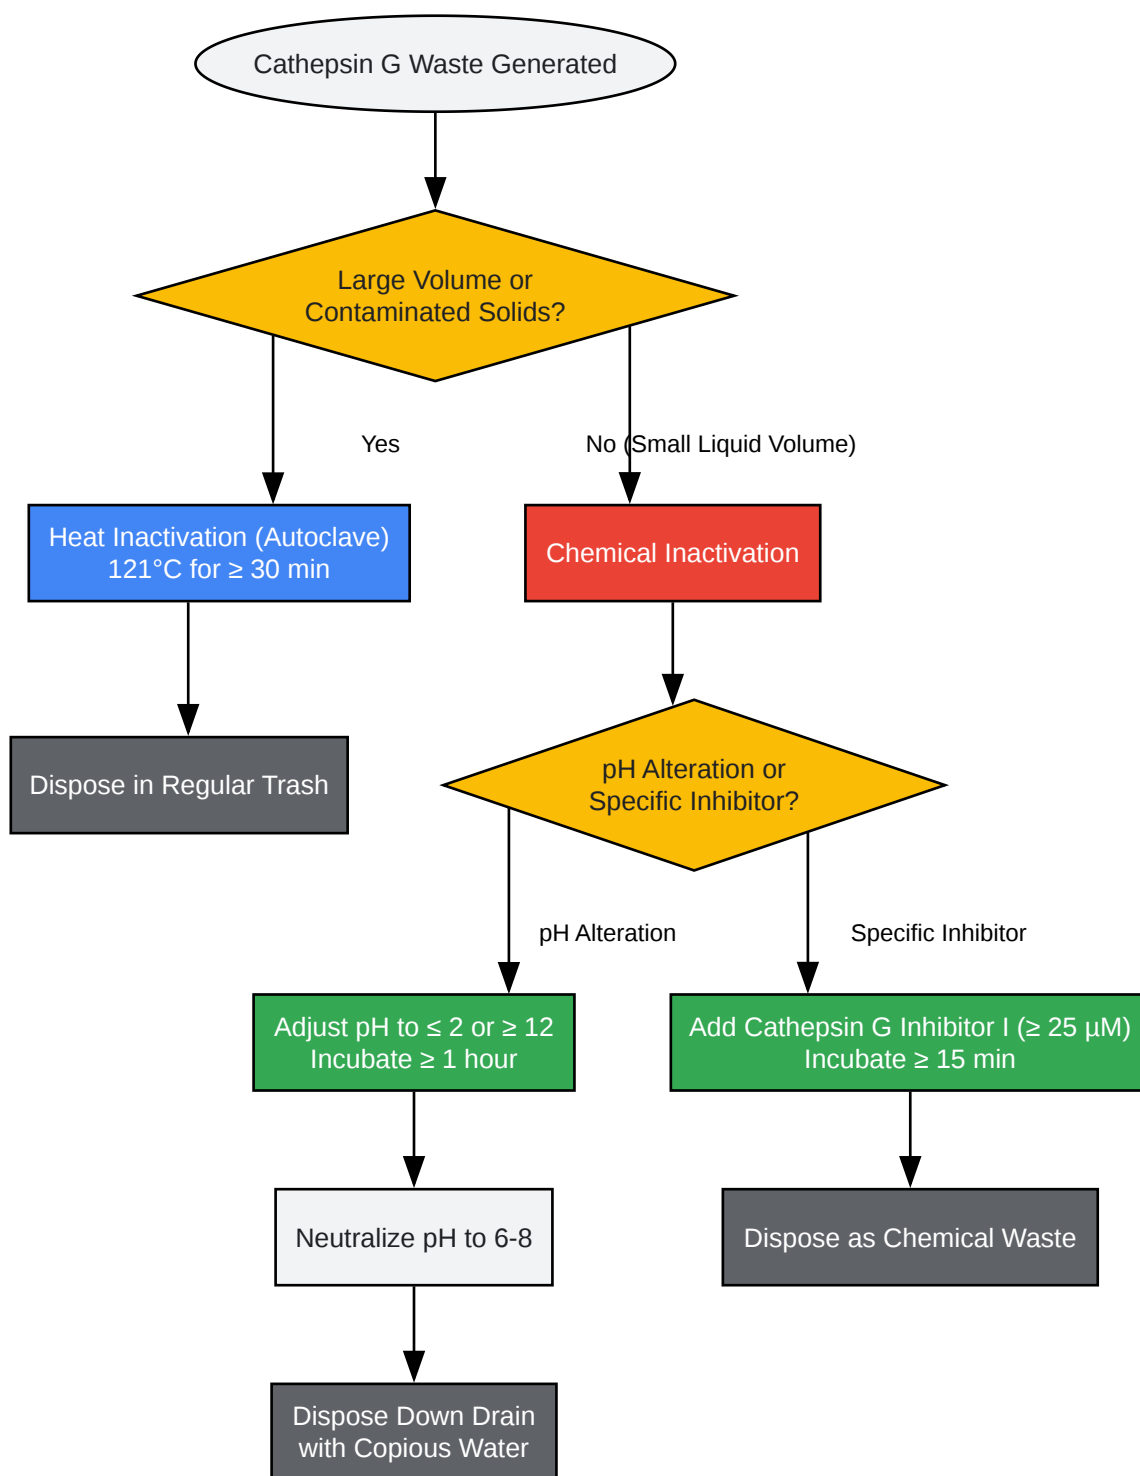 Cathepsin G Waste Generated
Large Volume or
Contaminated Solids?
Yes
No (Small Liquid Volume)
Heat Inactivation (Autoclave)
121°C for ≥ 30 min
Chemical Inactivation
Dispose in Regular Trash
pH Alteration or
Specific Inhibitor?
pH Alteration
Specific Inhibitor
Adjust pH to ≤ 2 or ≥ 12
Incubate ≥ 1 hour
Add Cathepsin G Inhibitor I (≥ 25 µM)
Incubate ≥ 15 min
Neutralize pH to 6-8
Dispose as Chemical Waste
Dispose Down Drain
with Copious Water